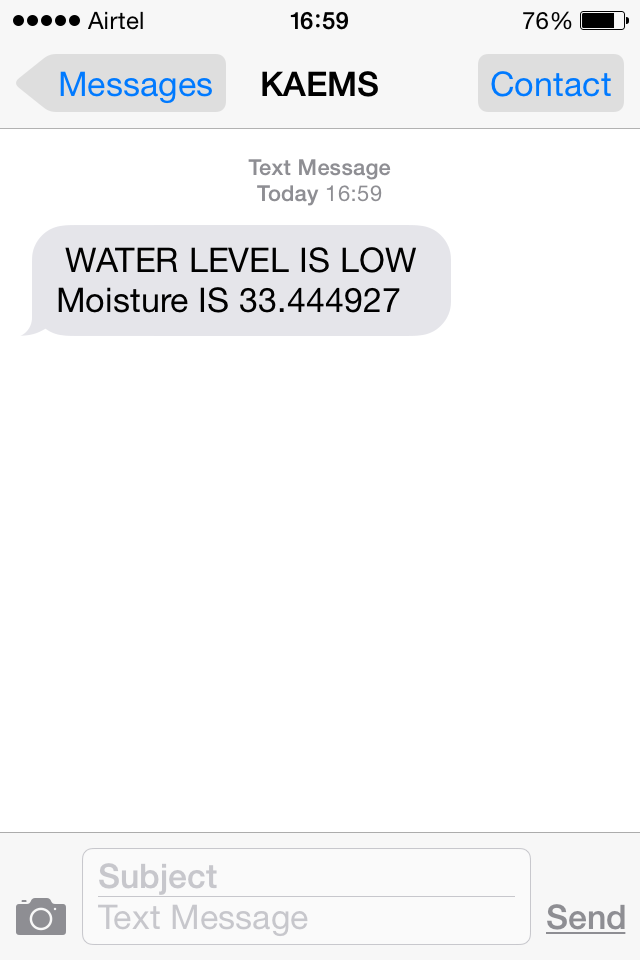 Airtel 16:59 76%
Messages KAEMS Contact
Text Message
Today 16:59
WATER LEVEL IS LOW
Moisture IS 33.444927
Subject
Text Message Send